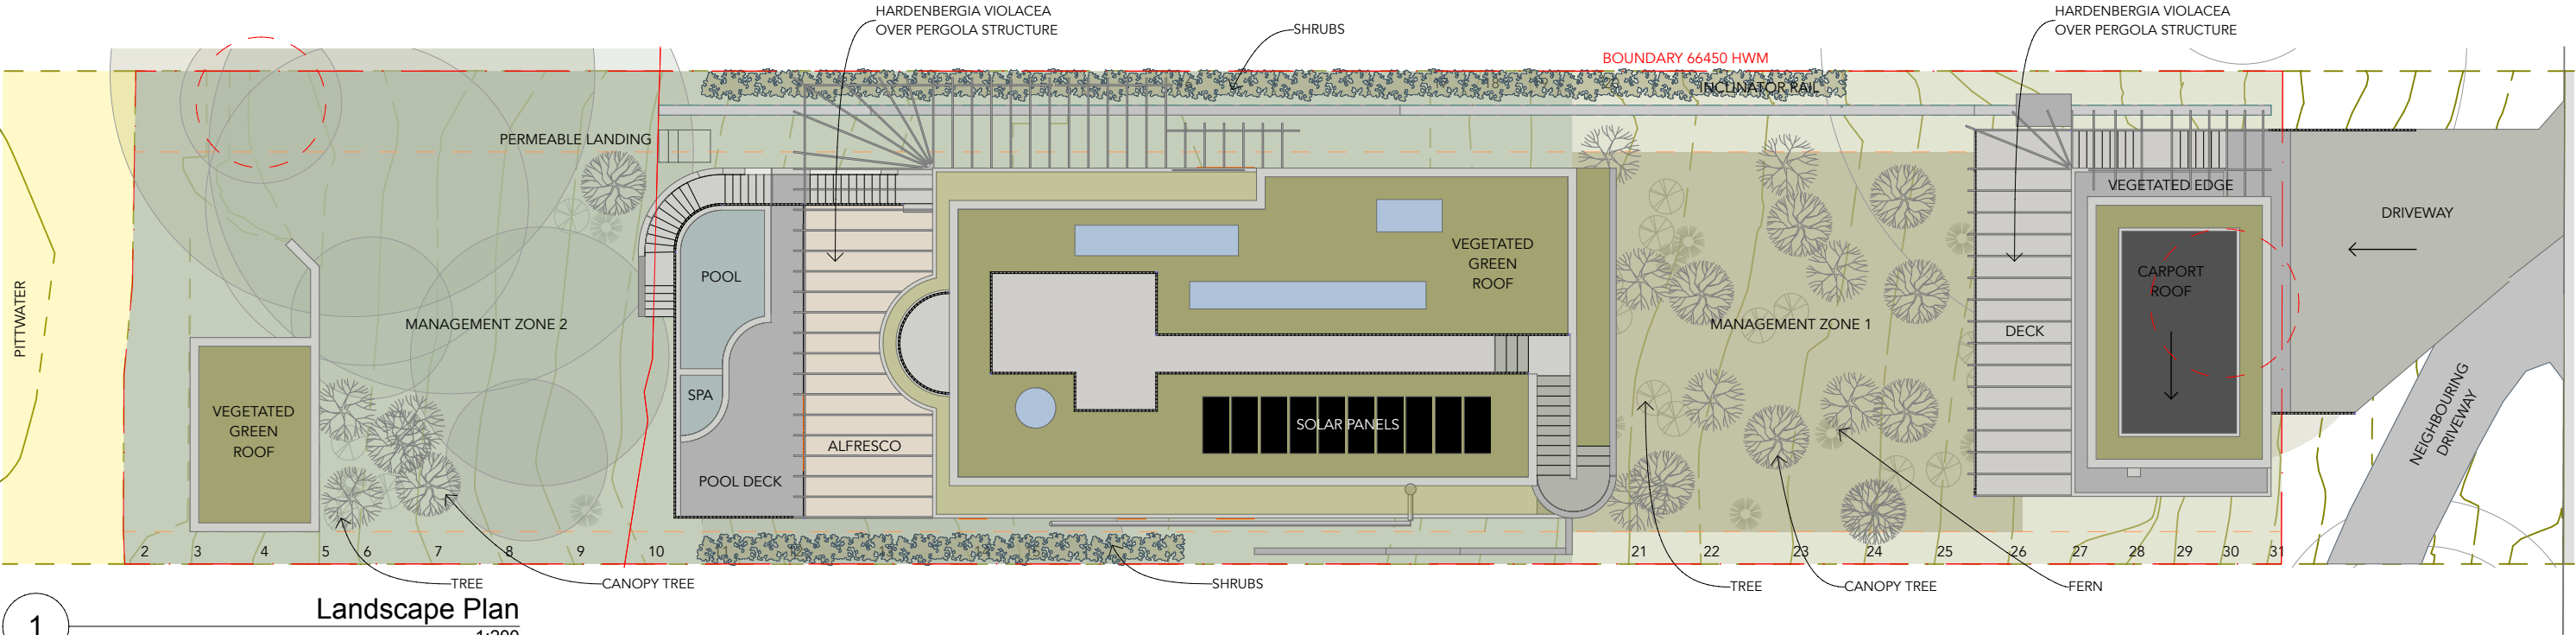 HARDENBERGIA VIOLACEA
OVER PERGOLA STRUCTURE
SHRUBS
BOUNDARY 66450 HWM
HARDENBERGIA VIOLACEA
OVER PERGOLA STRUCTURE
INCLINATOR RAIL
PERMEABLE LANDING
VEGETATED EDGE
DRIVEWAY
POOL
VEGETATED
GREEN
ROOF
CARPORT
ROOF
PITTWATER
MANAGEMENT ZONE 2
MANAGEMENT ZONE 1
DECK
SPA
VEGETATED
GREEN
ROOF
SOLAR PANELS
NEIGHBOURING
DRIVEWAY
ALFRESCO
POOL DECK
2 3 4 5 6 7 8 9 10 21 22 23 24 25 26 27 28 29 30 31
TREE
CANOPY TREE
SHRUBS
TREE
CANOPY TREE
FERN
1
Landscape Plan
1:200